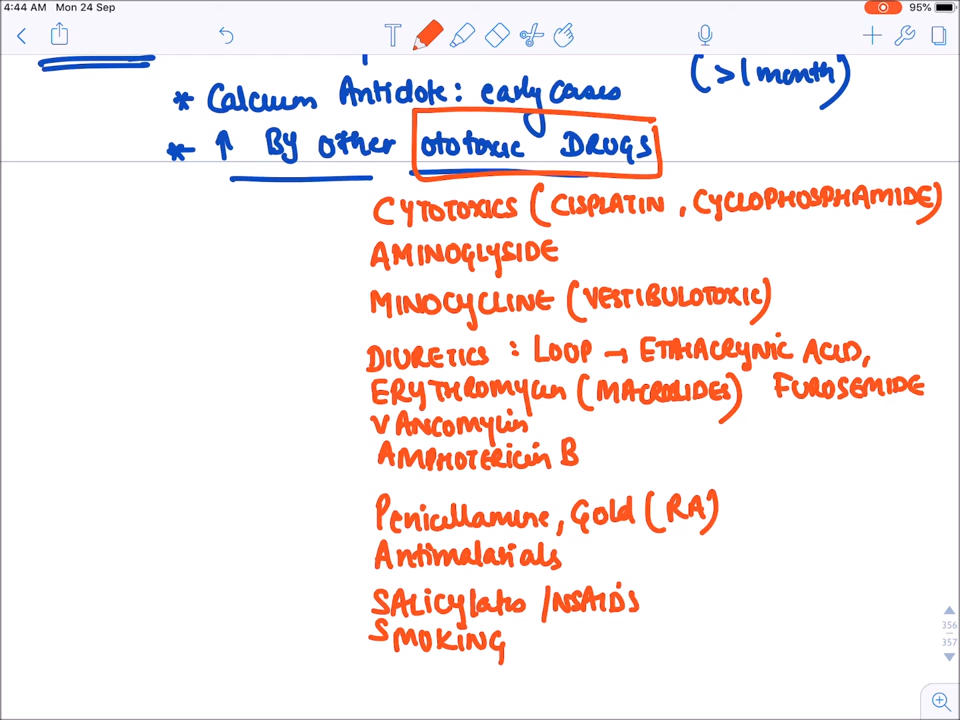 4:44 AM Mon 24 Sep 95%
T
(>1 month)
* Calcium Antidote: early cases
* ↑ By other ototoxic DRUGS
CYTOTOXICS (CISPLATIN, CYCLOPHOSPHAMIDE)
AMINOGLYSIDE
MINOCYCLINE (VESTIBULOTOXIC)
DIURETICS : LOOP → ETHACRYNIC ACID,
ERYTHROMYCIN (MACROLIDES) FUROSEMIDE
VANCOMYCIN
AMPHOTERICIN B
Penicillamine, Gold (RA)
Antimalarials
SALicylates /NSAIDS
SMOKING
356
357